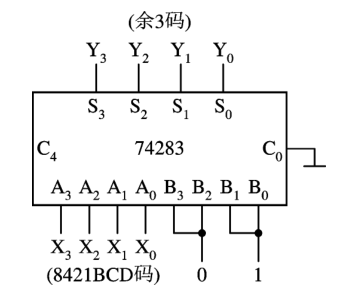 (余3码)
Y₃ Y₂ Y₁ Y₀
S₃ S₂ S₁ S₀
C₄ 74283 C₀
A₃ A₂ A₁ A₀ B₃ B₂ B₁ B₀
X₃ X₂ X₁ X₀
(8421BCD码) 0 1